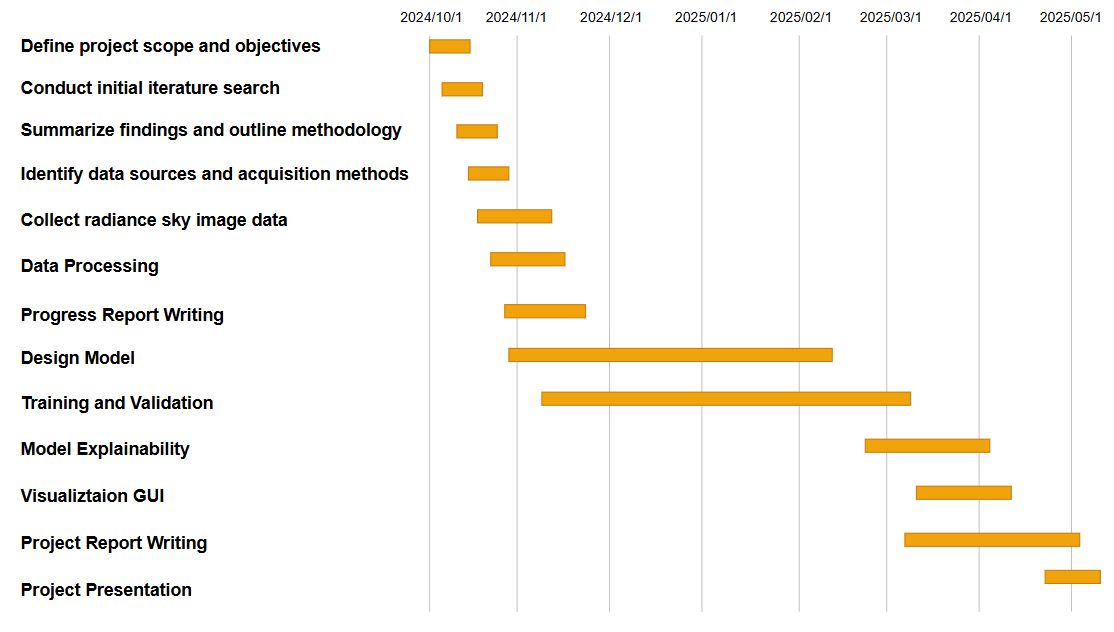 2024/10/1 2024/11/1 2024/12/1 2025/01/1 2025/02/1 2025/03/1 2025/04/1 2025/05/1
Define project scope and objectives
Conduct initial iterature search
Summarize findings and outline methodology
Identify data sources and acquisition methods
Collect radiance sky image data
Data Processing
Progress Report Writing
Design Model
Training and Validation
Model Explainability
Visualiztaion GUI
Project Report Writing
Project Presentation